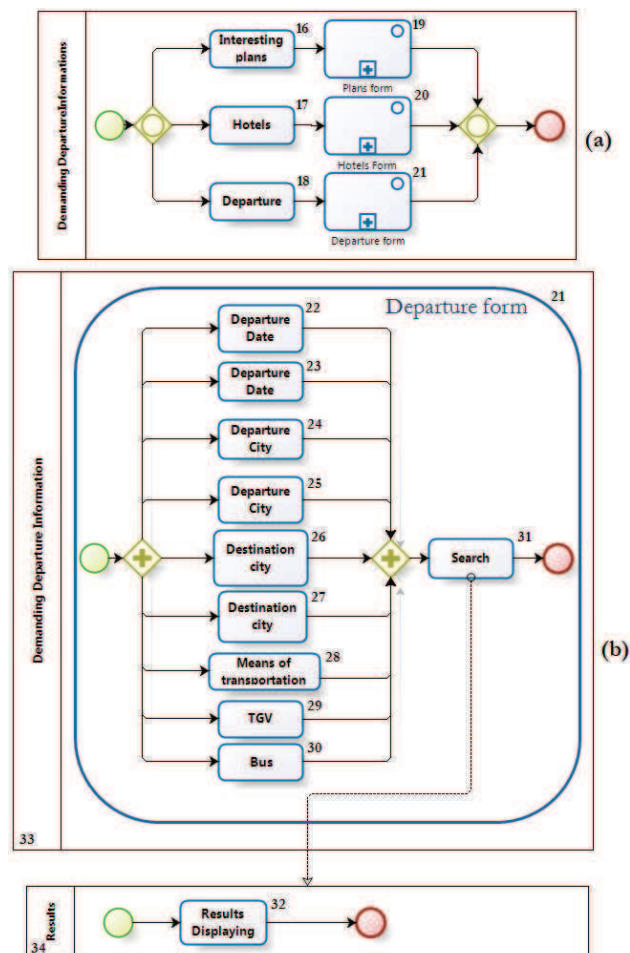 Demanding DepartureInformations
Interesting
plans
16
19
Plans form
Hotels
17
20
Hotels Form
Departure
18
21
Departure form
(a)
Demanding Departure Information
33
Departure form
21
Departure
Date
22
Departure
Date
23
Departure
City
24
Departure
City
25
Destination
city
26
Destination
city
27
Means of
transportation
28
TGV
29
Bus
30
Search
31
(b)
Results
34
Results
Displaying
32